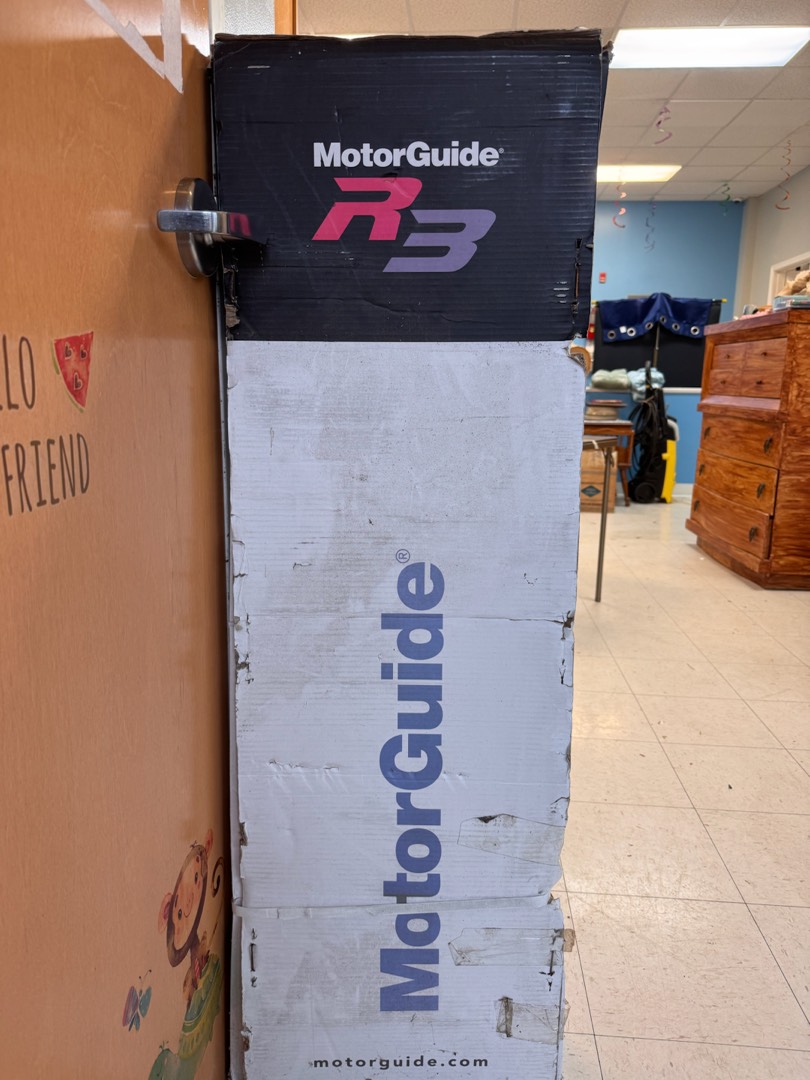 MotorGuide®
R3
LLO
FRIEND
MotorGuide®
motorguide.com